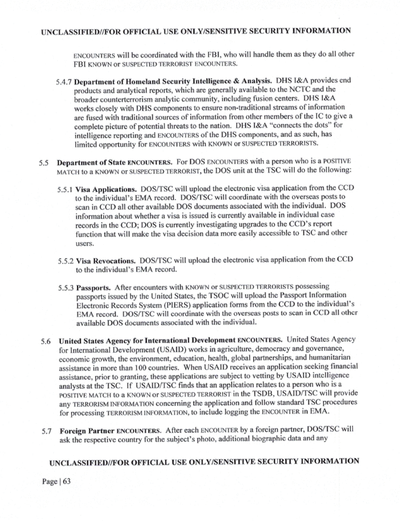 UNCLASSIFIED//FOR OFFICIAL USE ONLY/SENSITIVE SECURITY INFORMATION
ENCOUNTERS will be coordinated with the FBI, who will handle them as they do all other
FBI KNOWN or SUSPECTED TERRORIST ENCOUNTERS.
5.4.7 Department of Homeland Security Intelligence & Analysis. DHS I&A provides end
products and analytical reports, which are generally available to the NCTC and the
broader counterterrorism analytic community, including fusion centers. DHS I&A
works closely with DHS components to ensure non-traditional streams of information
are fused with traditional sources of information from other members of the IC to give a
complete picture of potential threats to the nation. DHS I&A "connects the dots" for
intelligence reporting and ENCOUNTERS of the DHS components, and as such, has
limited opportunity for ENCOUNTERS with KNOWN or SUSPECTED TERRORISTS.
5.5 Department of State ENCOUNTERS. For DOS ENCOUNTERS with a person who is a POSITIVE
MATCH to a KNOWN or SUSPECTED TERRORIST, the DOS unit at the TSC will do the following:
5.5.1 Visa Applications. DOS/TSC will upload the electronic visa application from the CCD
to the individual's EMA record. DOS/TSC will coordinate with the overseas posts to
scan in CCD all other available DOS documents associated with the individual. DOS
information about whether a visa is issued is currently available in individual case
records in the CCD; DOS is currently investigating upgrades to the CCD's report
function that will make the visa decision data more easily accessible to TSC and other
users.
5.5.2 Visa Revocations. DOS/TSC will upload the electronic visa applications from the CCD
to the individual's EMA record.
5.5.3 Passports. After encounters with KNOWN or SUSPECTED TERRORISTS possessing
passports issued by the United States, the TSOC will upload the Passport Information
Electronic Records System (PIERS) application forms from the CCD to the individual's
EMA record. DOS/TSC will coordinate with the overseas posts to scan in CCD all other
available DOS documents associated with the individual.
5.6 United States Agency for International Development ENCOUNTERS. United States Agency
for International Development (USAID) works in agriculture, democracy and governance,
economic growth, the environment, education, health, global partnerships, and humanitarian
assistance in more than 100 countries. When USAID receives an application seeking financial
assistance, prior to granting, these applications are subject to vetting by USAID intelligence
analysts at the TSC. If USAID/TSC finds that an application relates to a person who is a
POSITIVE MATCH to a KNOWN or SUSPECTED TERRORIST in the TSDB, USAID/TSC will provide
any TERRORISM INFORMATION concerning the application and follow standard TSC procedures
for processing TERRORISM INFORMATION, to include logging the ENCOUNTER in EMA.
5.7 Foreign Partner ENCOUNTERS. After each ENCOUNTER by a foreign partner, DOS/TSC will
ask the respective country for the subject's photo, additional biographic data and any
UNCLASSIFIED//FOR OFFICIAL USE ONLY/SENSITIVE SECURITY INFORMATION
Page | 63